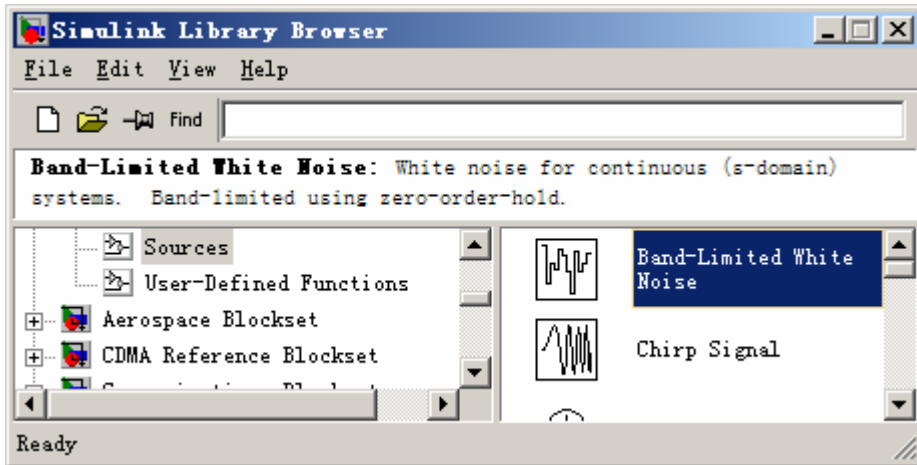 Simulink Library Browser
File Edit View Help
Find
Band-Limited White Noise: White noise for continuous (s-domain)
systems. Band-limited using zero-order-hold.
Sources
User-Defined Functions
Aerospace Blockset
CDMA Reference Blockset
Band-Limited White
Noise
Chirp Signal
Ready